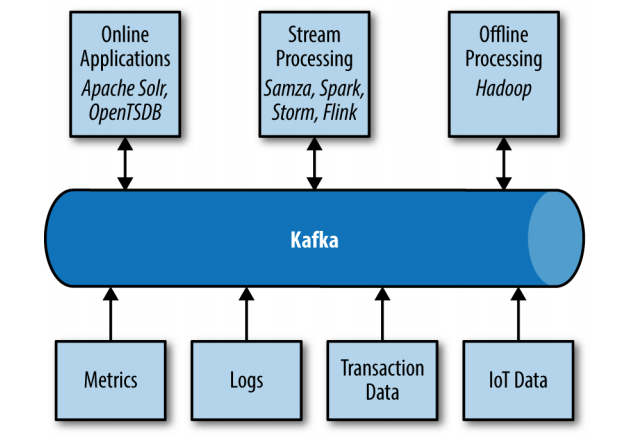 Online
Applications
Apache Solr,
OpenTSDB
Stream
Processing
Samza, Spark,
Storm, Flink
Offline
Processing
Hadoop
Kafka
Metrics
Logs
Transaction
Data
IoT Data